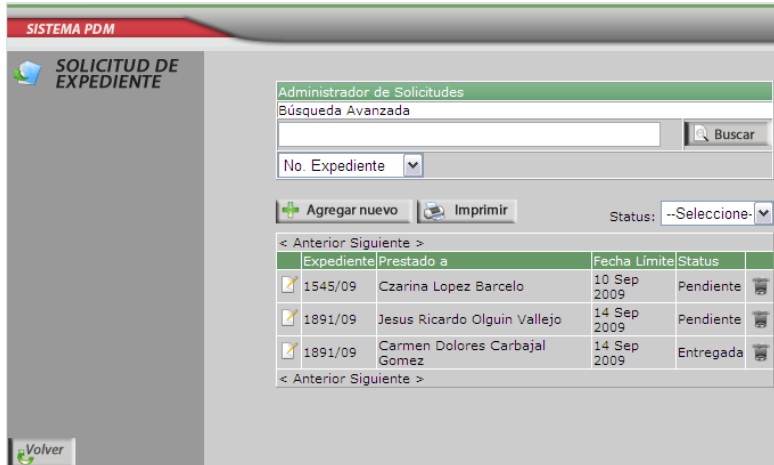 SISTEMA PDM
SOLICITUD DE
EXPEDIENTE
Administrador de Solicitudes
Búsqueda Avanzada
Buscar
No. Expediente
Agregar nuevo Imprimir Status: --Seleccione-
< Anterior Siguiente >
Expediente Prestado a Fecha Límite Status
1545/09 Czarina Lopez Barcelo 10 Sep 2009 Pendiente
1891/09 Jesus Ricardo Olguin Vallejo 14 Sep 2009 Pendiente
1891/09 Carmen Dolores Carbajal Gomez 14 Sep 2009 Entregada
< Anterior Siguiente >
Volver